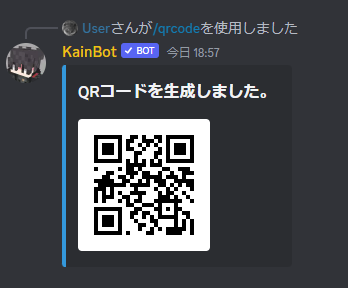 Userさんが/qrcodeを使用しました
KainBot ✓ BOT 今日 18:57
QRコードを生成しました。